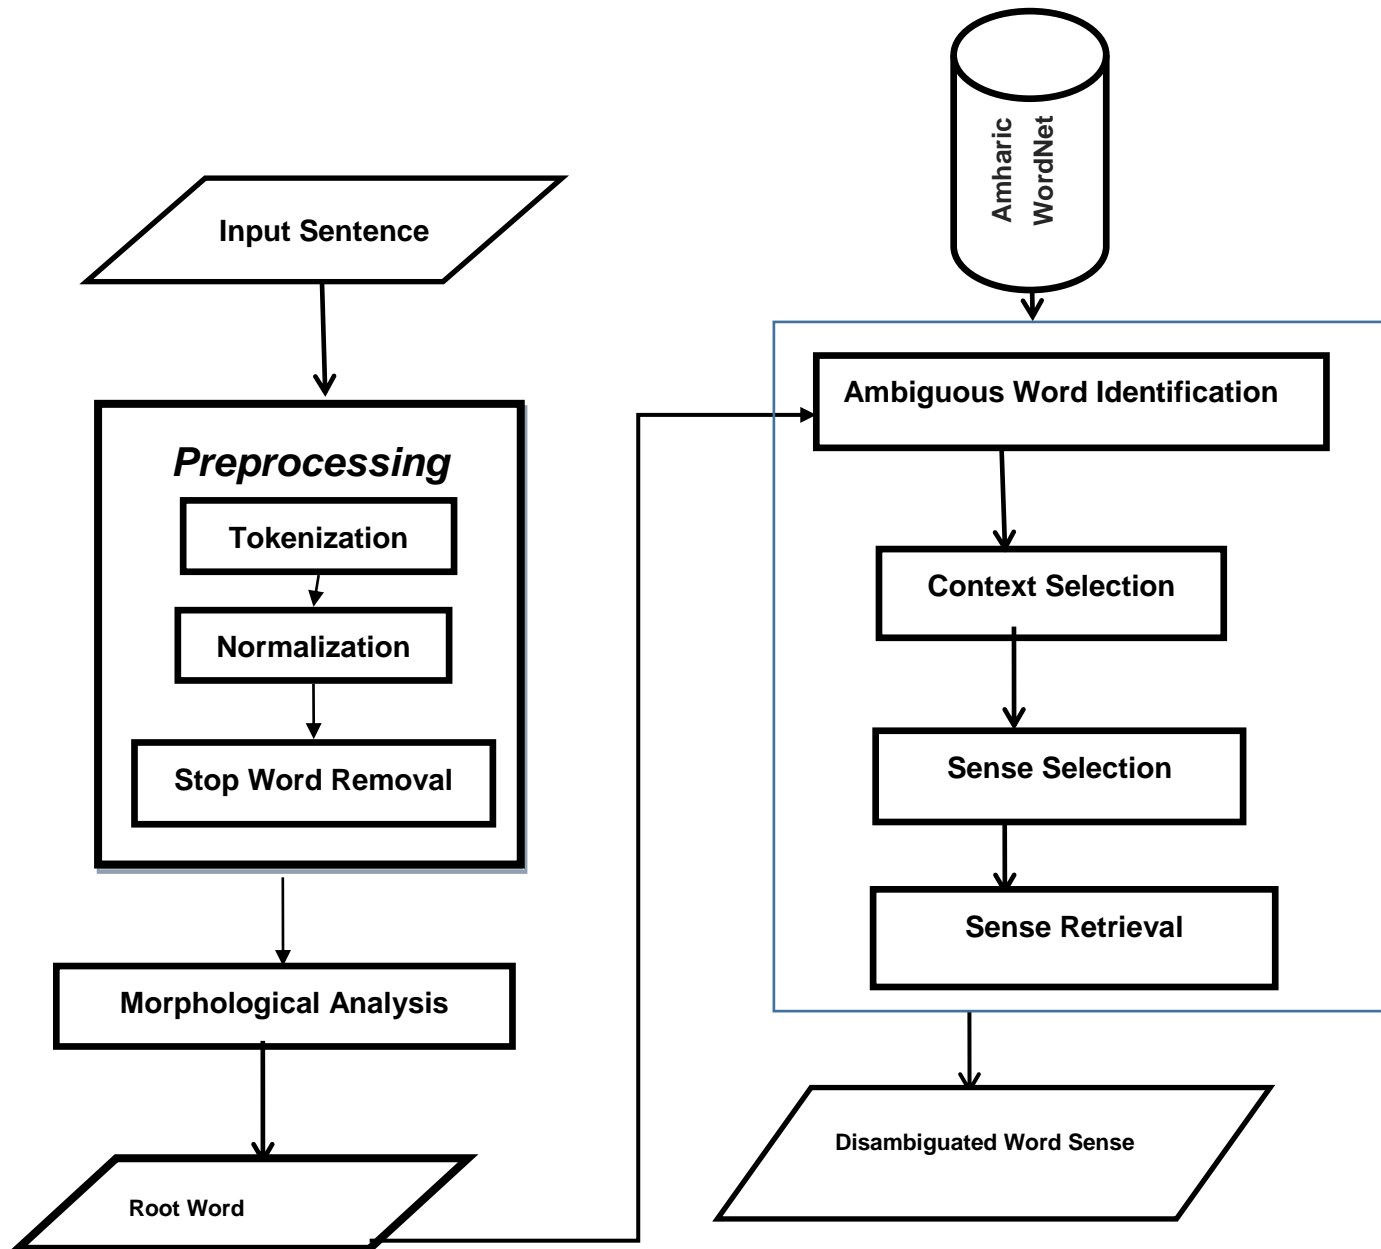 Input Sentence
Preprocessing
Tokenization
Normalization
Stop Word Removal
Morphological Analysis
Root Word
Amharic
WordNet
Ambiguous Word Identification
Context Selection
Sense Selection
Sense Retrieval
Disambiguated Word Sense